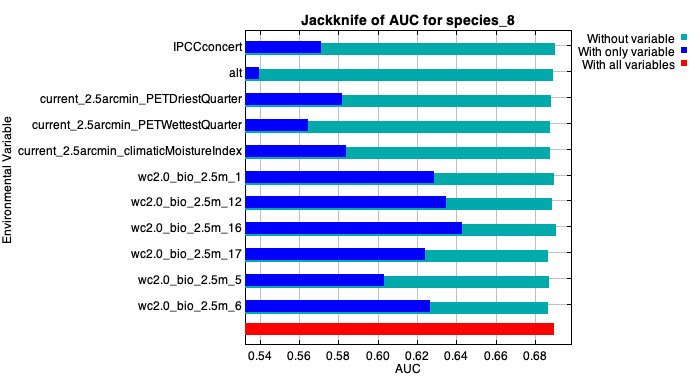 Jackknife of AUC for species_8
Without variable
With only variable
With all variables
Environmental Variable
IPCCconcert
alt
current_2.5arcmin_PETDriestQuarter
current_2.5arcmin_PETWettestQuarter
current_2.5arcmin_climaticMoistureIndex
wc2.0_bio_2.5m_1
wc2.0_bio_2.5m_12
wc2.0_bio_2.5m_16
wc2.0_bio_2.5m_17
wc2.0_bio_2.5m_5
wc2.0_bio_2.5m_6
0.54 0.56 0.58 0.60 0.62 0.64 0.66 0.68
AUC